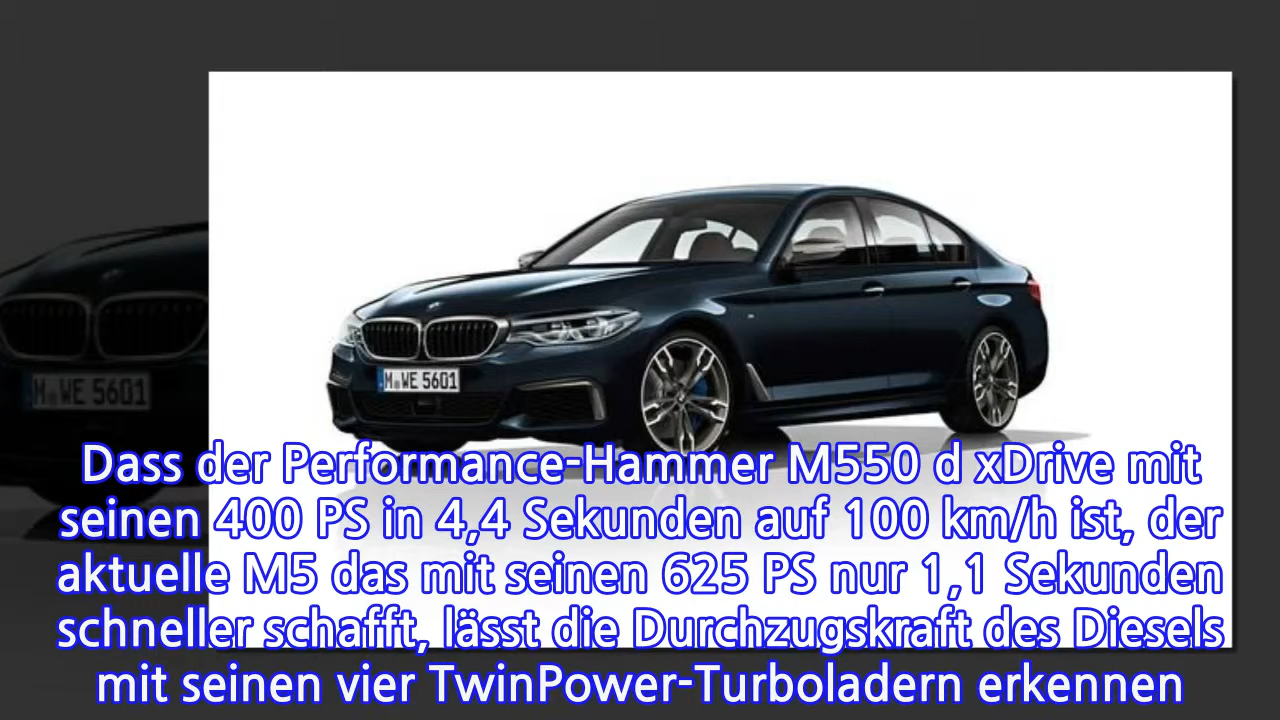 M WE 5601
M WE 5601
Dass der Performance-Hammer M550 d xDrive mit
seinen 400 PS in 4,4 Sekunden auf 100 km/h ist, der
aktuelle M5 das mit seinen 625 PS nur 1,1 Sekunden
schneller schafft, lässt die Durchzugskraft des Diesels
mit seinen vier TwinPower-Turboladern erkennen